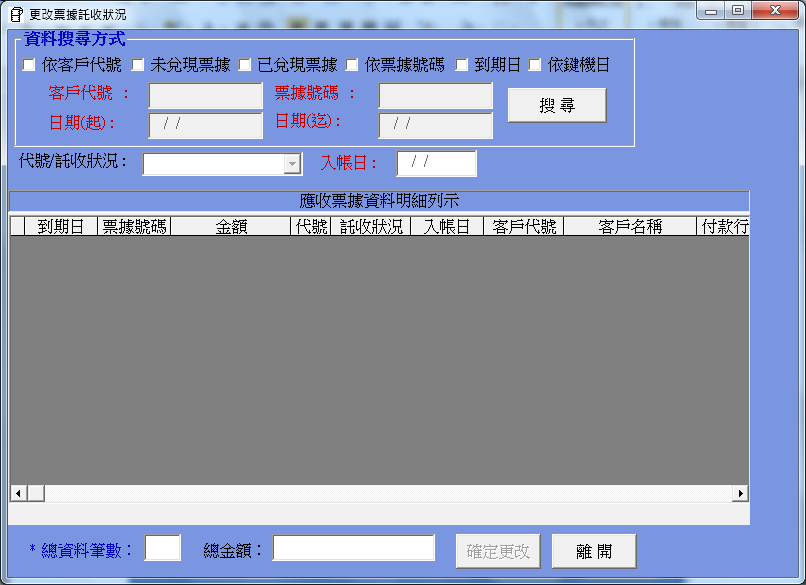 更改票據託收狀況
資料搜尋方式
依客戶代號 未兌現票據 已兌現票據 依票據號碼 到期日 依鍵機日
客戶代號 : 票據號碼 :
搜 尋
日期(起) : / / 日期(迄) : / /
代號/託收狀況 : 入帳日 : / /
應收票據資料明細列示
到期日 票據號碼 金額 代號 託收狀況 入帳日 客戶代號 客戶名稱 付款行
* 總資料筆數 : 總金額 : 確定更改 離 開